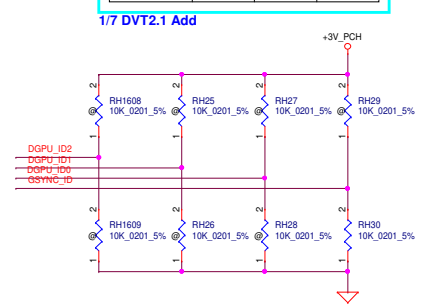 1/7 DVT2.1 Add
+3V_PCH
2 2 2 2
RH1608 RH25 RH27 RH29
@ 10K_0201_5% @ 10K_0201_5% @ 10K_0201_5% 10K_0201_5%
1 1 1 1
DGPU_ID2
DGPU_ID1
DGPU_ID0
GSYNC_ID
2 2 2 2
RH1609 RH26 RH28 RH30
@ 10K_0201_5% @ 10K_0201_5% @ 10K_0201_5% 10K_0201_5%
1 1 1 1